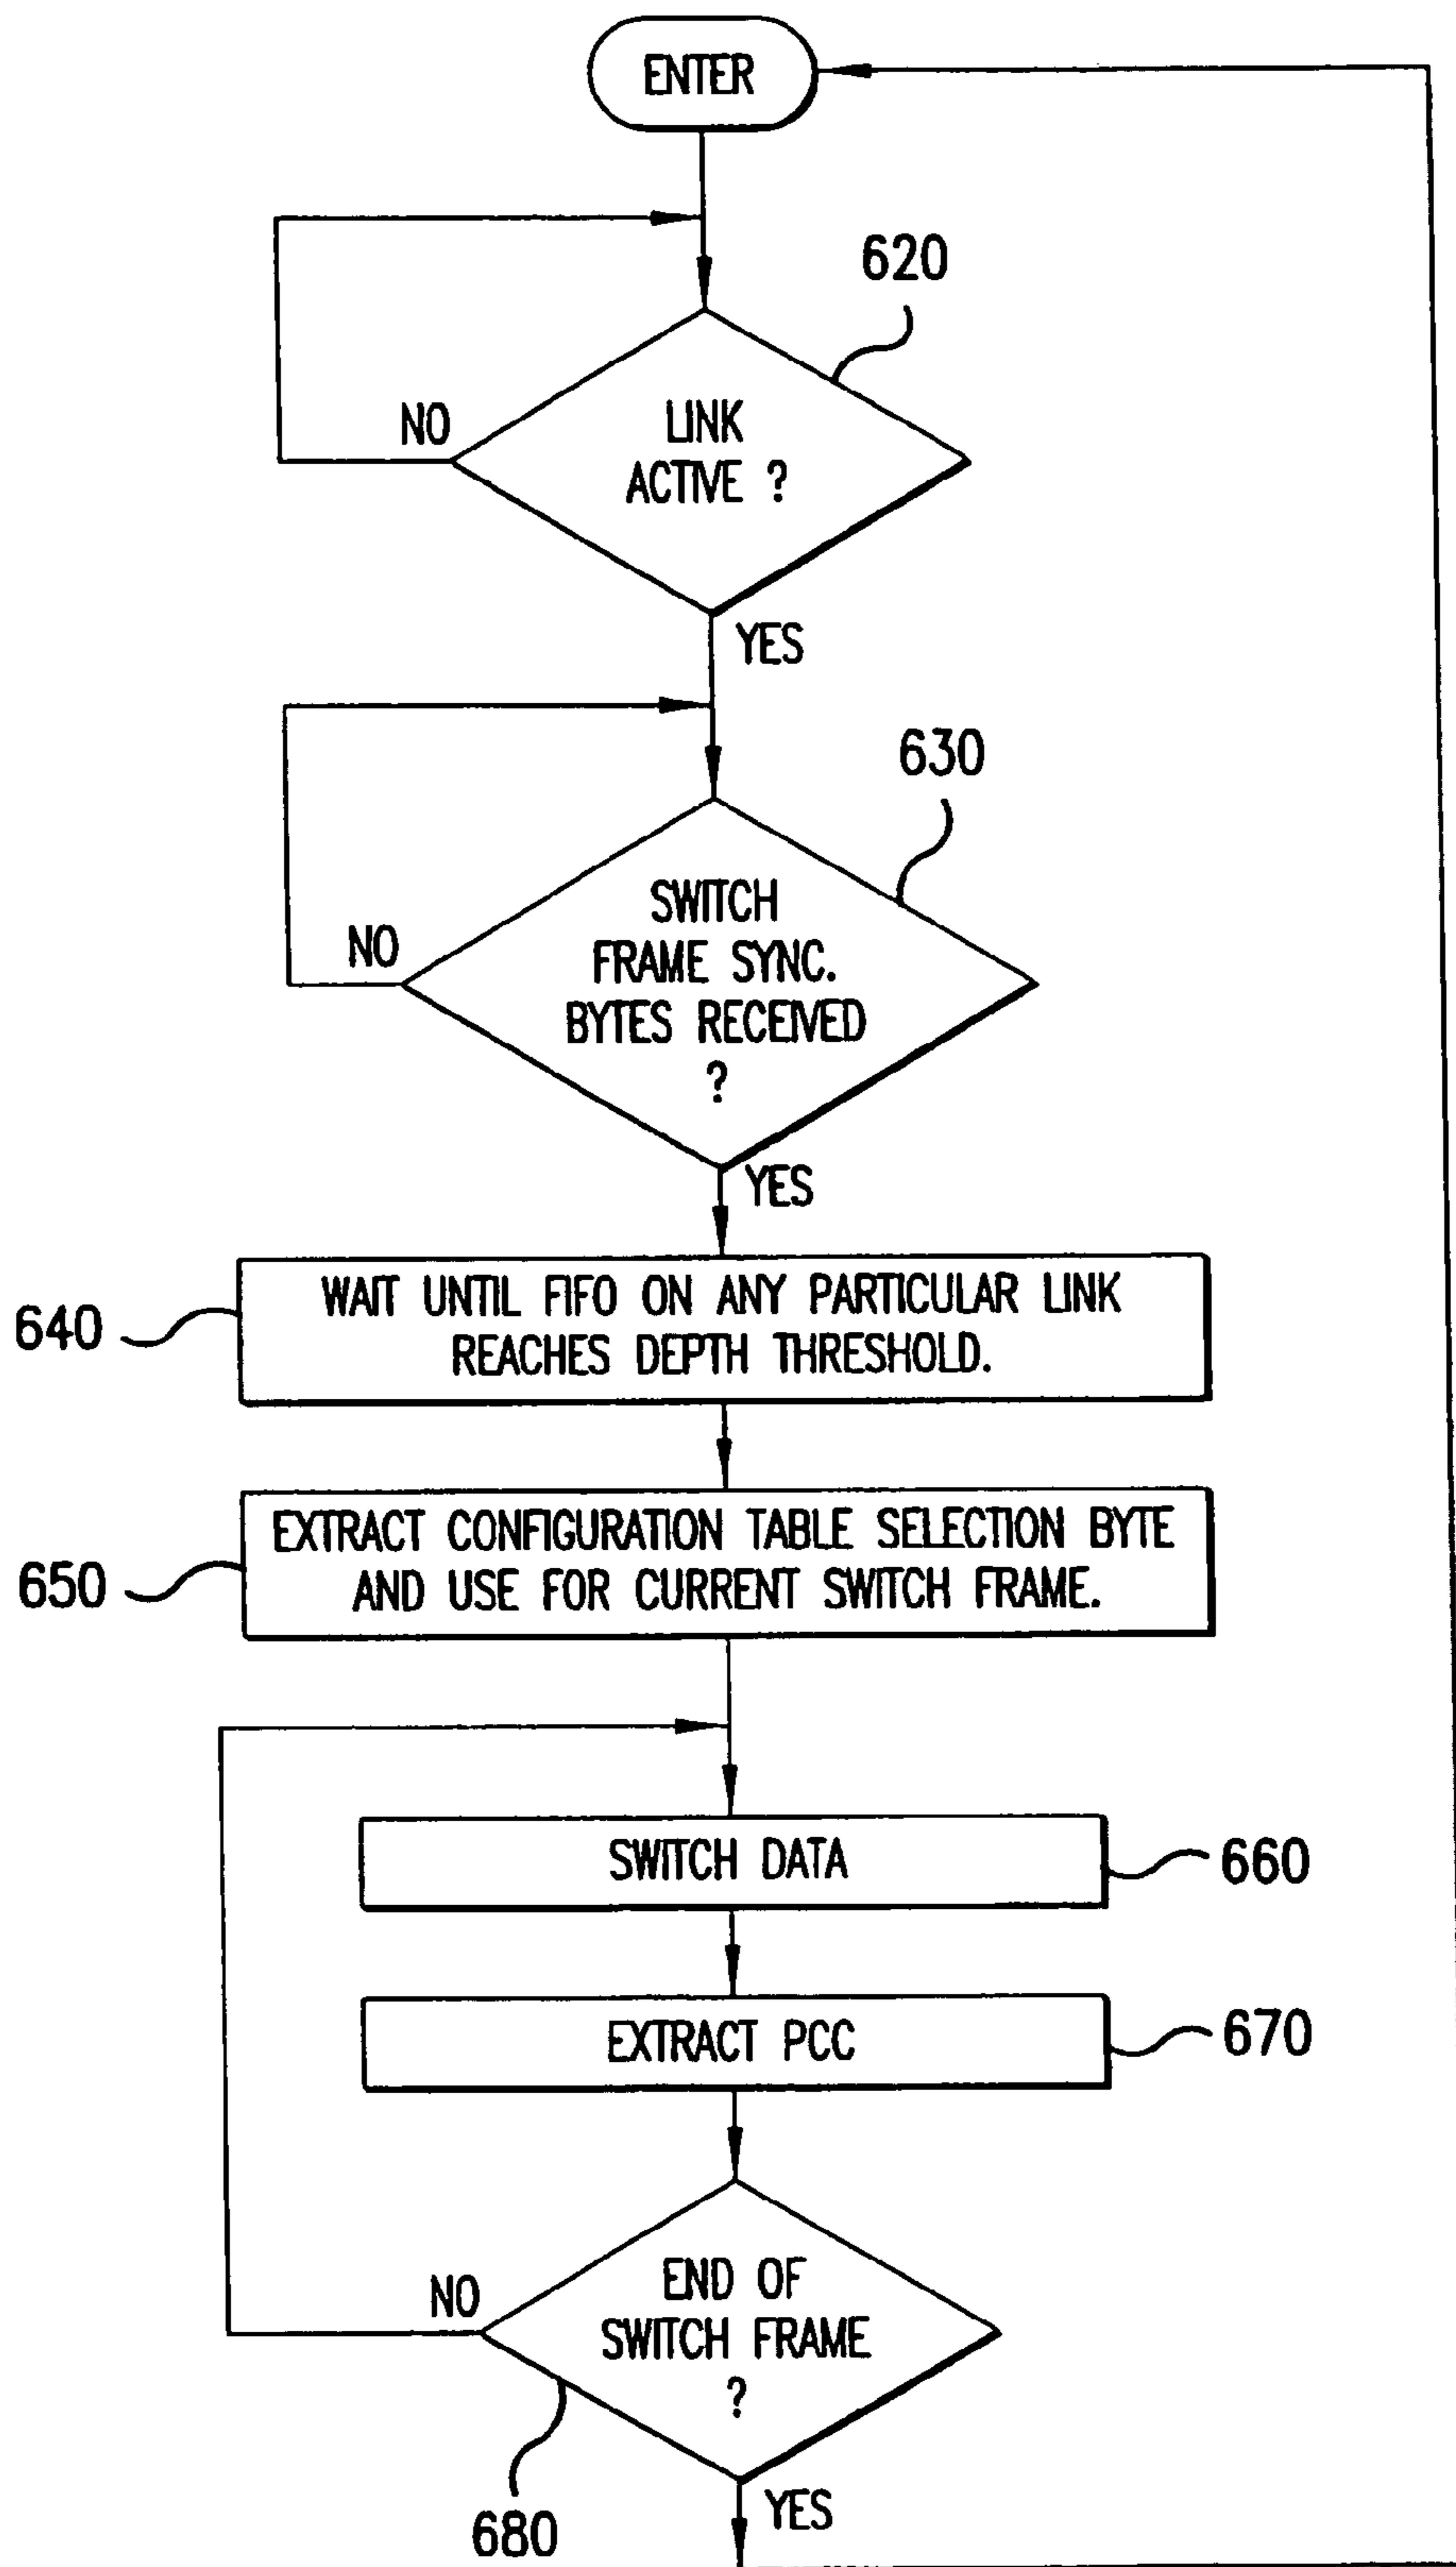 ENTER
620
LINK
ACTIVE ?
NO
YES
630
SWITCH
FRAME SYNC.
BYTES RECEIVED
?
NO
YES
640
WAIT UNTIL FIFO ON ANY PARTICULAR LINK
REACHES DEPTH THRESHOLD.
650
EXTRACT CONFIGURATION TABLE SELECTION BYTE
AND USE FOR CURRENT SWITCH FRAME.
SWITCH DATA
660
EXTRACT PCC
670
END OF
SWITCH FRAME
?
NO
680
YES